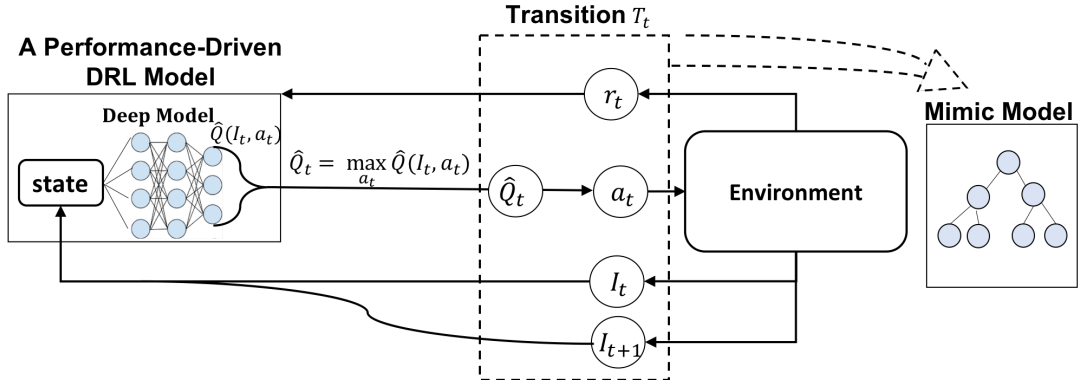 Transition T_t
A Performance-Driven
DRL Model
r_t
Mimic Model
Deep Model
Q̂(I_t, a_t)
Q̂_t = max Q̂(I_t, a_t)
a_t
state
Q̂_t
a_t
Environment
I_t
I_{t+1}